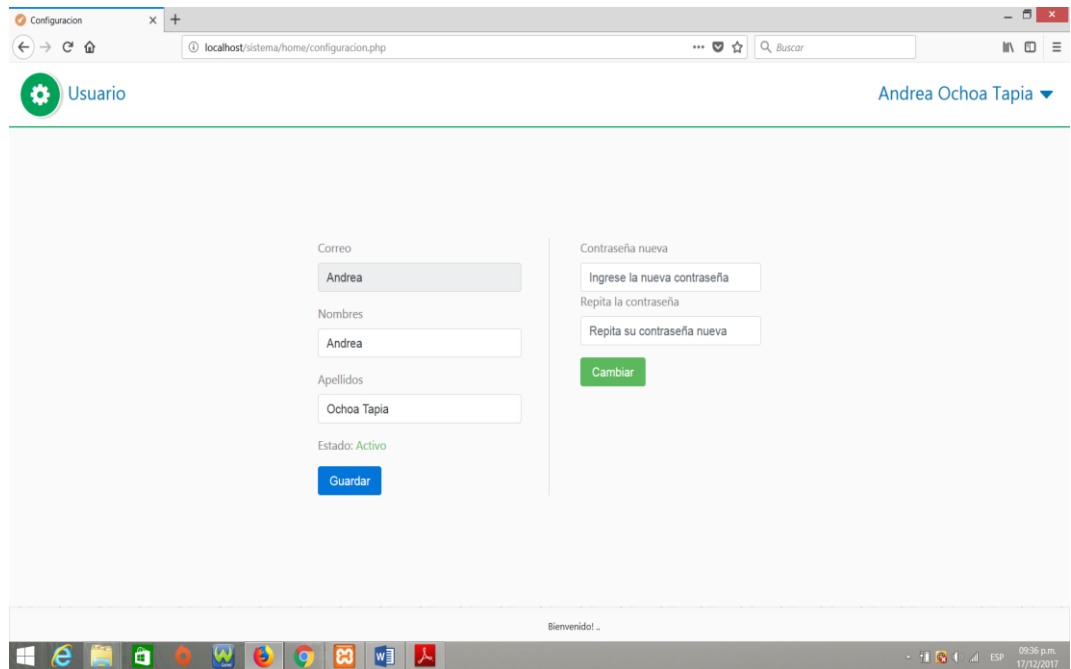 Configuracion
localhost/sistema/home/configuracion.php
Buscar
Usuario
Andrea Ochoa Tapia
Correo
Andrea
Nombres
Andrea
Apellidos
Ochoa Tapia
Estado: Activo
Guardar
Contraseña nueva
Ingrese la nueva contraseña
Repita la contraseña
Repita su contraseña nueva
Cambiar
Bienvenido! ..
ESP
09:36 p.m.
17/12/2017